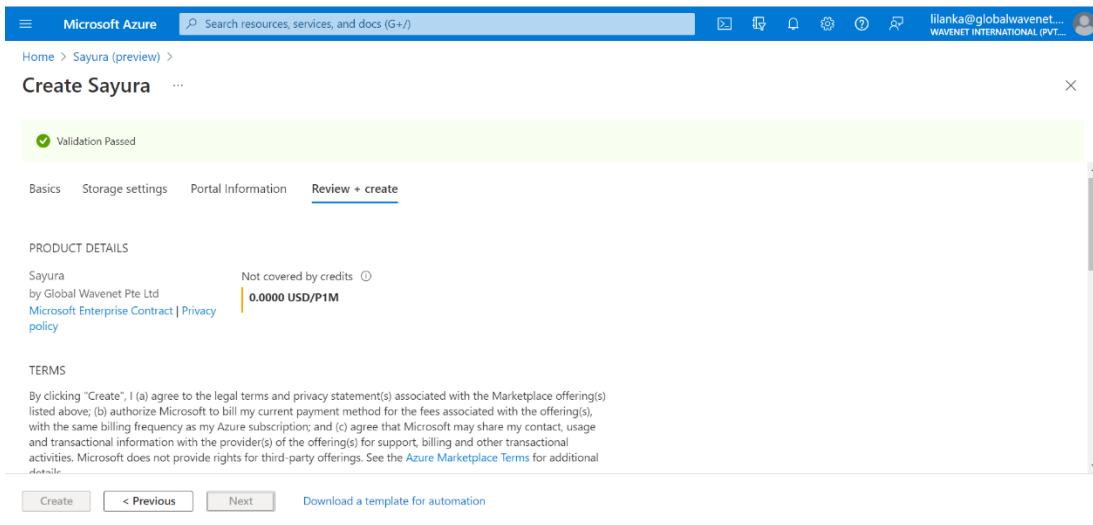 Microsoft Azure
Search resources, services, and docs (G+/)
lilanka@globalwavenet....
WAVENET INTERNATIONAL (PVT....
Home > Sayura (preview) >
Create Sayura ...
Validation Passed
Basics Storage settings Portal Information Review + create
PRODUCT DETAILS
Sayura
by Global Wavenet Pte Ltd
Microsoft Enterprise Contract | Privacy
policy
Not covered by credits
0.0000 USD/P1M
TERMS
By clicking "Create", I (a) agree to the legal terms and privacy statement(s) associated with the Marketplace offering(s)
listed above; (b) authorize Microsoft to bill my current payment method for the fees associated with the offering(s),
with the same billing frequency as my Azure subscription; and (c) agree that Microsoft may share my contact, usage
and transactional information with the provider(s) of the offering(s) for support, billing and other transactional
activities. Microsoft does not provide rights for third-party offerings. See the Azure Marketplace Terms for additional
details
Create < Previous Next Download a template for automation